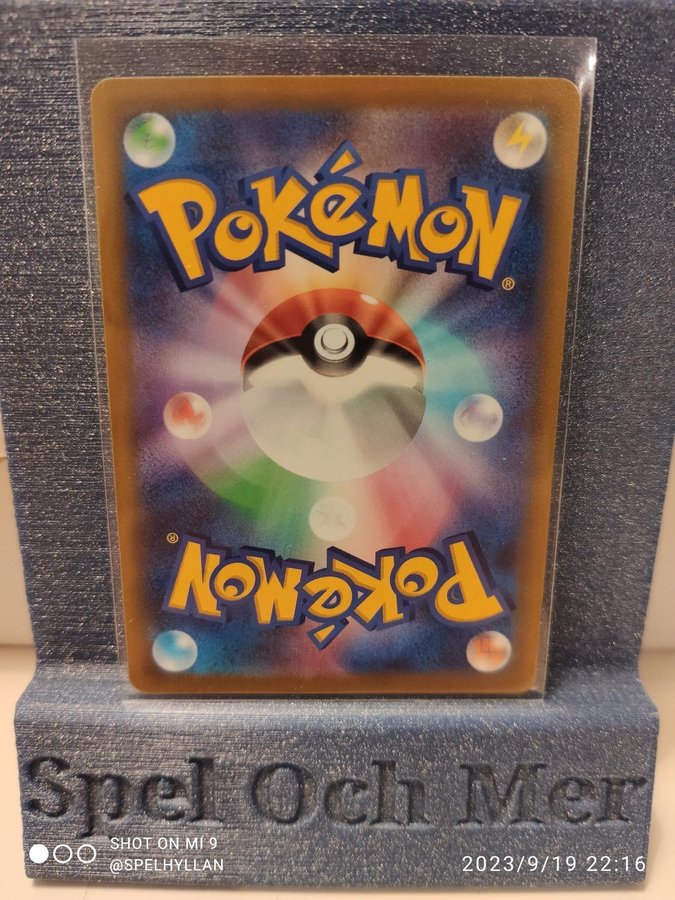 POKéMON
®
®
POKéMON
Spel Och Mer
SHOT ON MI 9
@SPELHYLLAN
2023/9/19 22:16